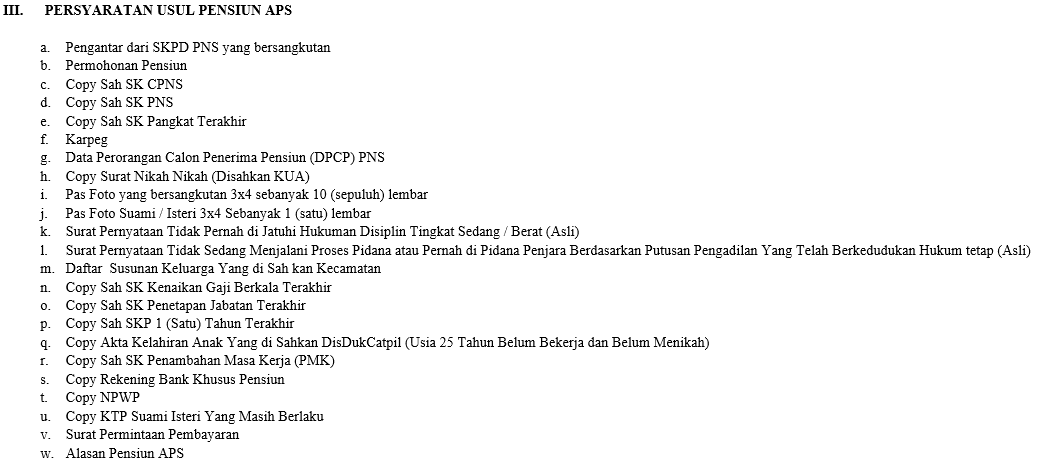 III. PERSYARATAN USUL PENSIUN APS
a. Pengantar dari SKPD PNS yang bersangkutan
b. Permohonan Pensiun
c. Copy Sah SK CPNS
d. Copy Sah SK PNS
e. Copy Sah SK Pangkat Terakhir
f. Karpeg
g. Data Perorangan Calon Penerima Pensiun (DPCP) PNS
h. Copy Surat Nikah Nikah (Disahkan KUA)
i. Pas Foto yang bersangkutan 3x4 sebanyak 10 (sepuluh) lembar
j. Pas Foto Suami / Isteri 3x4 Sebanyak 1 (satu) lembar
k. Surat Pernyataan Tidak Pernah di Jatuhi Hukuman Disiplin Tingkat Sedang / Berat (Asli)
l. Surat Pernyataan Tidak Sedang Menjalani Proses Pidana atau Pernah di Pidana Penjara Berdasarkan Putusan Pengadilan Yang Telah Berkedudukan Hukum tetap (Asli)
m. Daftar Susunan Keluarga Yang di Sah kan Kecamatan
n. Copy Sah SK Kenaikan Gaji Berkala Terakhir
o. Copy Sah SK Penetapan Jabatan Terakhir
p. Copy Sah SKP 1 (Satu) Tahun Terakhir
q. Copy Akta Kelahiran Anak Yang di Sahkan DisDukCatpil (Usia 25 Tahun Belum Bekerja dan Belum Menikah)
r. Copy Sah SK Penambahan Masa Kerja (PMK)
s. Copy Rekening Bank Khusus Pensiun
t. Copy NPWP
u. Copy KTP Suami Isteri Yang Masih Berlaku
v. Surat Permintaan Pembayaran
w. Alasan Pensiun APS